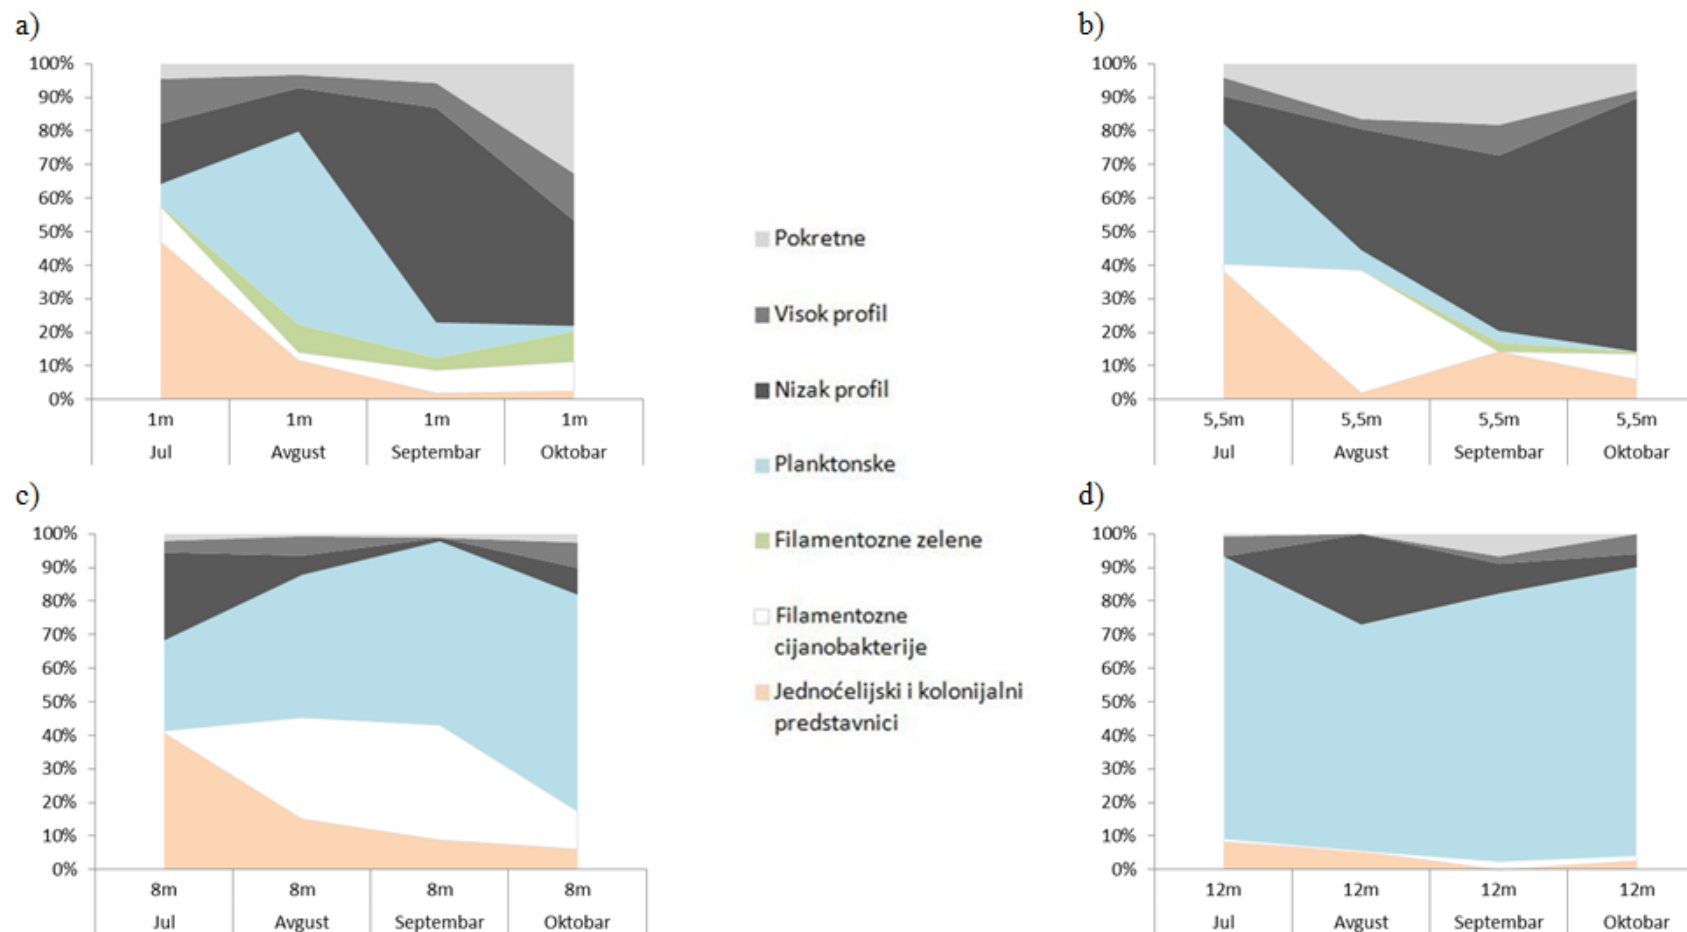 a)
100%
90%
80%
70%
60%
50%
40%
30%
20%
10%
0%
1m 1m 1m 1m
Jul Avgust Septembar Oktobar
b)
100%
90%
80%
70%
60%
50%
40%
30%
20%
10%
0%
5,5m 5,5m 5,5m 5,5m
Jul Avgust Septembar Oktobar
Pokretne
Visok profil
Nizak profil
Planktonske
Filamentozne zelene
Filamentozne
cijanobakterije
Jednoćelijski i kolonijalni
predstavnici
c)
100%
90%
80%
70%
60%
50%
40%
30%
20%
10%
0%
8m 8m 8m 8m
Jul Avgust Septembar Oktobar
d)
100%
90%
80%
70%
60%
50%
40%
30%
20%
10%
0%
12m 12m 12m 12m
Jul Avgust Septembar Oktobar